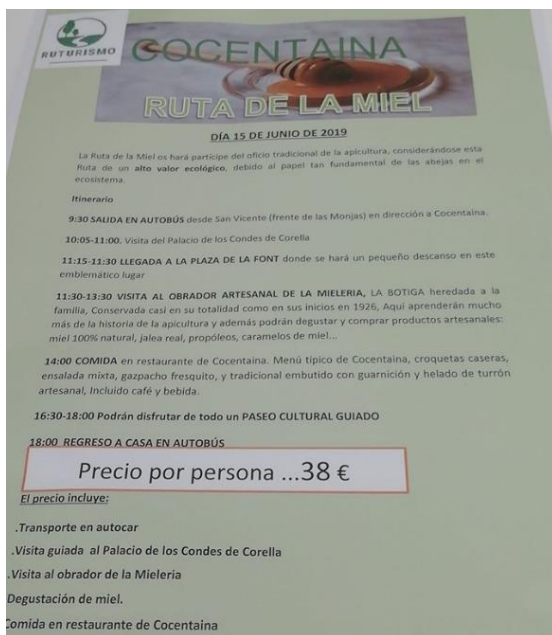 RUTURISMO
COCENTAINA
RUTA DE LA MIEL
DÍA 15 DE JUNIO DE 2019
La Ruta de la Miel os hará partícipe del oficio tradicional de la apicultura, considerándose esta
Ruta de un alto valor ecológico, debido al papel tan fundamental de las abejas en el
ecosistema.
Itinerario
9:30 SALIDA EN AUTOBÚS desde San Vicente (frente de las Monjas) en dirección a Cocentaina.
10:05-11:00. Visita del Palacio de los Condes de Corella
11:15-11:30 LLEGADA A LA PLAZA DE LA FONT donde se hará un pequeño descanso en este
emblemático lugar
11:30-13:30 VISITA AL OBRADOR ARTESANAL DE LA MIELERIA, LA BOTIGA heredada a la
familia, Conservada casi en su totalidad como en sus inicios en 1926, Aquí aprenderán mucho
más de la historia de la apicultura y además podrán degustar y comprar productos artesanales:
miel 100% natural, jalea real, propóleos, caramelos de miel...
14:00 COMIDA en restaurante de Cocentaina. Menú típico de Cocentaina, croquetas caseras,
ensalada mixta, gazpacho fresquito, y tradicional embutido con guarnición y helado de turrón
artesanal, Incluido café y bebida.
16:30-18:00 Podrán disfrutar de todo un PASEO CULTURAL GUIADO
18:00 REGRESO A CASA EN AUTOBÚS
Precio por persona ...38 €
El precio incluye:
.Transporte en autocar
.Visita guiada al Palacio de los Condes de Corella
.Visita al obrador de la Mieleria
Degustación de miel.
Comida en restaurante de Cocentaina